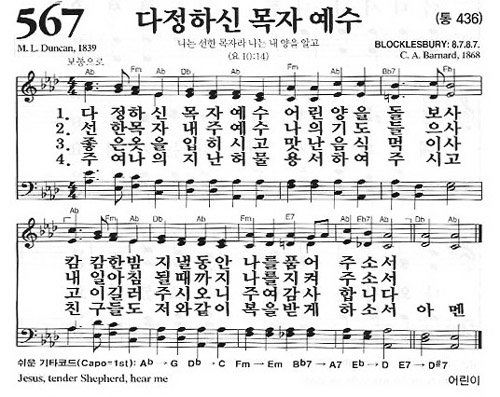 567
다정하신 목자 예수
(통 436)
M. L. Duncan, 1839
나는 선한 목자라 나는 내 양을 알고
BLOCKLESBURY: 8.7.8.7.
보통으로
(요 10:14)
C. A. Barnard, 1868
Ab Fm Ab Db Ab Bb7 Eb
1. 다 정하 신 목 자 예 수 어 린 양 을 돌 보 사
2. 선 한목 자 내 주 예 수 나 의 기 도 들 으 사
3. 좋 은옷 을 입 히 시 고 맛 난 음 식 먹 이 사
4. 주 여나 의 지 난 허 물 용 서 하 여 주 시 고
Ab Db Ab Db Ab Fm E7 Ab Eb7 Ab Db Ab
캄 캄한 밤 지 낼 동 안 나 를 품 어 주 소 서
내 일아 침 될 때 까 지 나 를 지 켜 주 소 서
고 이길 러 주 시 오 니 주 여 감 사 합 니 다
친 구들 도 저 와 같 이 복 을 받 게 하 소 서 아 멘
쉬운 기타코드(Capo=1st): Ab→G Db→C Fm→Em Bb7→A7 Eb→D E7→D#7
Jesus, tender Shepherd, hear me
어린이